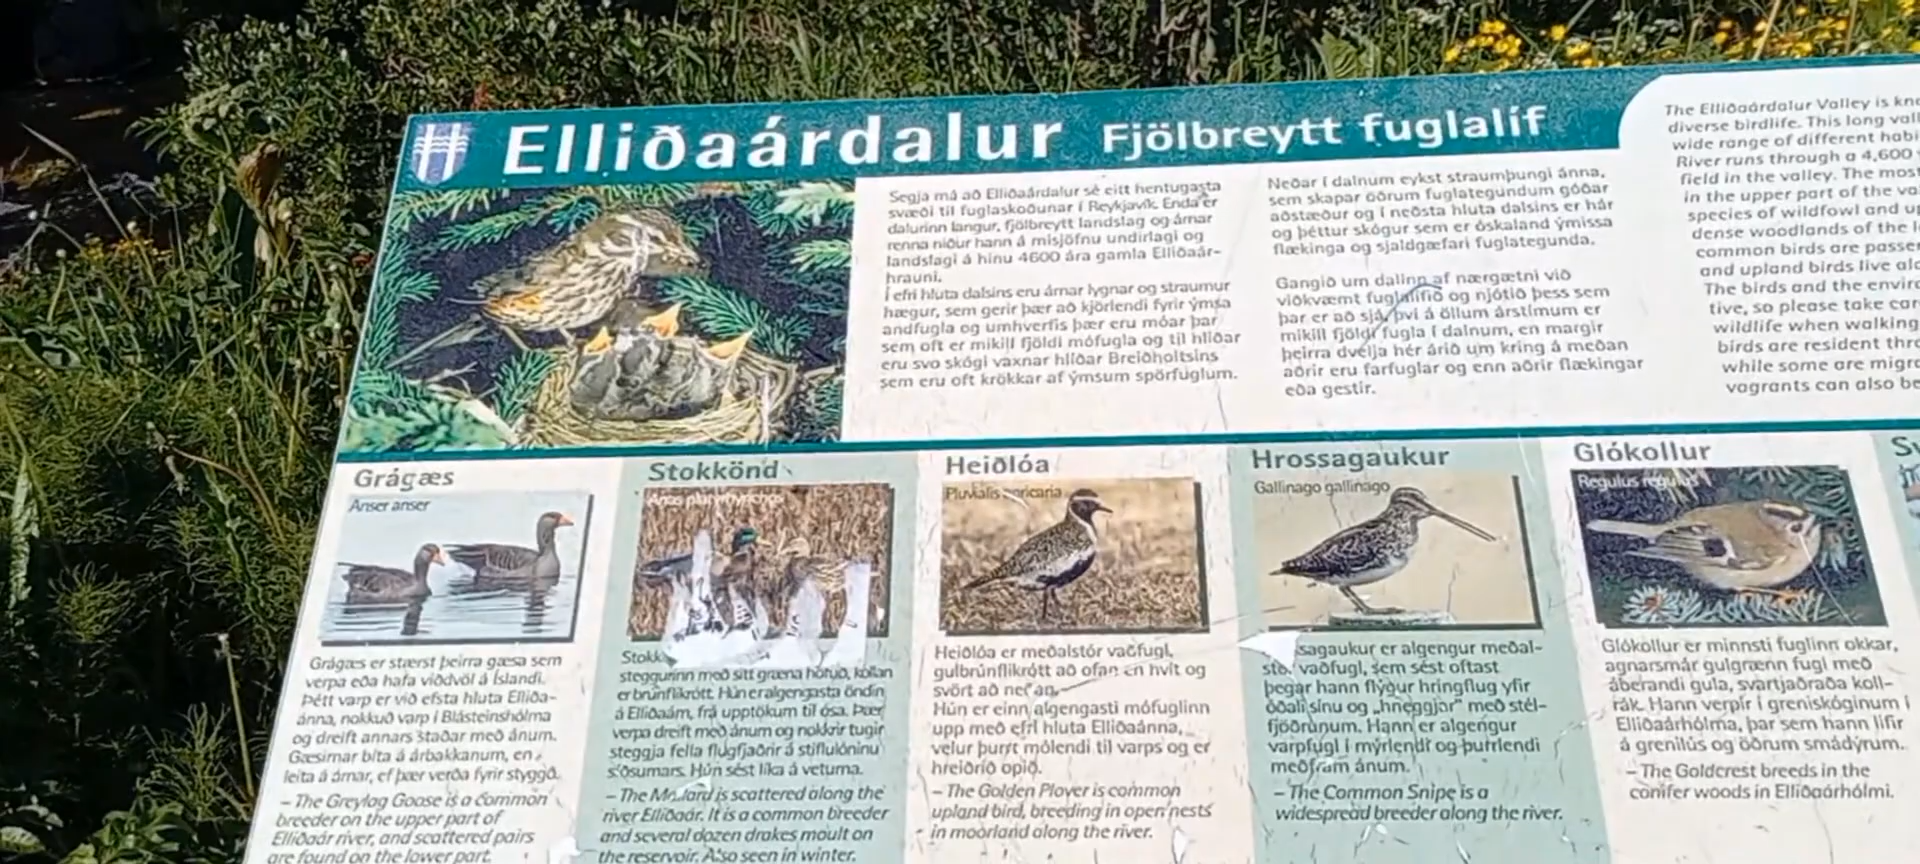 Elliðaárdalur Fjölbreytt fuglalíf
Segja má að Elliðaárdalur sé eitt hentugasta
svæði til fuglaskoðunar í Reykjavík. Enda er
dalurinn langur, fjölbreytt landslag og árnar
renna niður hann á misjöfnu undirlagi og
landslagi á hinu 4600 ára gamla Elliðaár-
hrauni.
Í efri hluta dalsins eru árnar lygnar og straumur
hægur, sem gerir þær að kjörlendi fyrir ýmsa
andfugla og umhverfis þær eru móar þar
sem oft er mikill fjöldi mófugla og til hliðar
eru svo skógi vaxnar hlíðar Breiðholtsins
sem eru oft krökkar af ýmsum spörfuglum.
Neðar í dalnum eykst straumþungi ánna,
sem skapar öðrum fuglategundum góðar
aðstæður og í neðsta hluta dalsins er hár
og þéttur skógur sem er óskaland ýmissa
flækinga og sjaldgæfari fuglategunda.
Gangið um dalinn af nærgætni við
viðkvæmt fuglalífið og njótið þess sem
þar er að sjá, því á öllum árstímum er
mikill fjöldi fugla í dalnum, en margir
þeirra dvelja hér árið um kring á meðan
aðrir eru farfuglar og enn aðrir flækingar
eða gestir.
The Elliðaárdalur Valley is
diverse birdlife. This long
wide range of different
River runs through a 4,600
field in the valley. The most
in the upper part of the
species of wildfowl and
dense woodlands of the
common birds are
and upland birds live
The birds and the
tive, so please take
wildlife when walking
birds are resident
while some are
vagrants can also be
Grágæs
Anser anser
Grágæs er stærst þeirra gæsa sem
verpa eða hafa viðdvöl á Íslandi.
Þétt varp er við efsta hluta Elliða-
ánna, nokkuð varp í Blásteinshólma
og dreift annars staðar með ánum.
Gæsirnar bíta á árbakkanum, en
leita á árnar, ef þær verða fyrir styggð.
– The Greylag Goose is a common
breeder on the upper part of
Elliðaár river, and scattered pairs
are found on the lower part.
Stokkönd
Anas platyrhynchos
Stokk
steggurinn með sitt græna höfuð, kollan
er brúnflikrótt. Hún er algengasta öndin
á Elliðaám, frá upptökum til ósa. Þær
verpa dreift með ánum og nokkrir tugir
steggja fella flugfjaðrir á stíflulóninu
síðsumars. Hún sést líka á veturna.
– The Mallard is scattered along the
river Elliðaár. It is a common breeder
and several dozen drakes moult on
the reservoir. Also seen in winter.
Heiðlóa
Pluvialis apricaria
Heiðlóa er meðalstór vaðfugl,
gulbrúnflikrótt að ofan en hvít og
svört að neðan.
Hún er einn algengasti mófuglinn
upp með efri hluta Elliðaánna,
velur þurrt mólendi til varps og er
hreiðrið opið.
– The Golden Plover is common
upland bird, breeding in open nests
in moorland along the river.
Hrossagaukur
Gallinago gallinago
sagaukur er algengur meðal-
stór vaðfugl, sem sést oftast
þegar hann flýgur hringflug yfir
óðali sínu og „hneggjar“ með stél-
fjöðrunum. Hann er algengur
varpfugl í mýrlendi og þurrlendi
meðfram ánum.
– The Common Snipe is a
widespread breeder along the river.
Glókollur
Regulus regulus
Glókollur er minnsti fuglinn okkar,
agnarsmár gulgrænn fugl með
áberandi gula, svartjaðraða koll-
rák. Hann verpir í greniskóginum í
Elliðaárhólma, þar sem hann lifir
á grenilús og öðrum smádýrum.
– The Goldcrest breeds in the
conifer woods in Elliðaárhólmi.